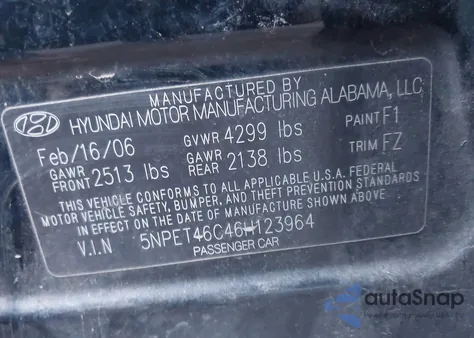 MANUFACTURED BY
HYUNDAI MOTOR MANUFACTURING ALABAMA, LLC
Feb/16/06 GVWR 4299 lbs PAINT F1
GAWR FRONT 2513 lbs GAWR REAR 2138 lbs TRIM FZ
THIS VEHICLE CONFORMS TO ALL APPLICABLE U.S.A. FEDERAL
MOTOR VEHICLE SAFETY, BUMPER, AND THEFT PREVENTION
STANDARDS IN EFFECT ON THE DATE OF MANUFACTURE SHOWN ABOVE
V.I.N 5NPET46C46H123964
PASSENGER CAR
autoSnap